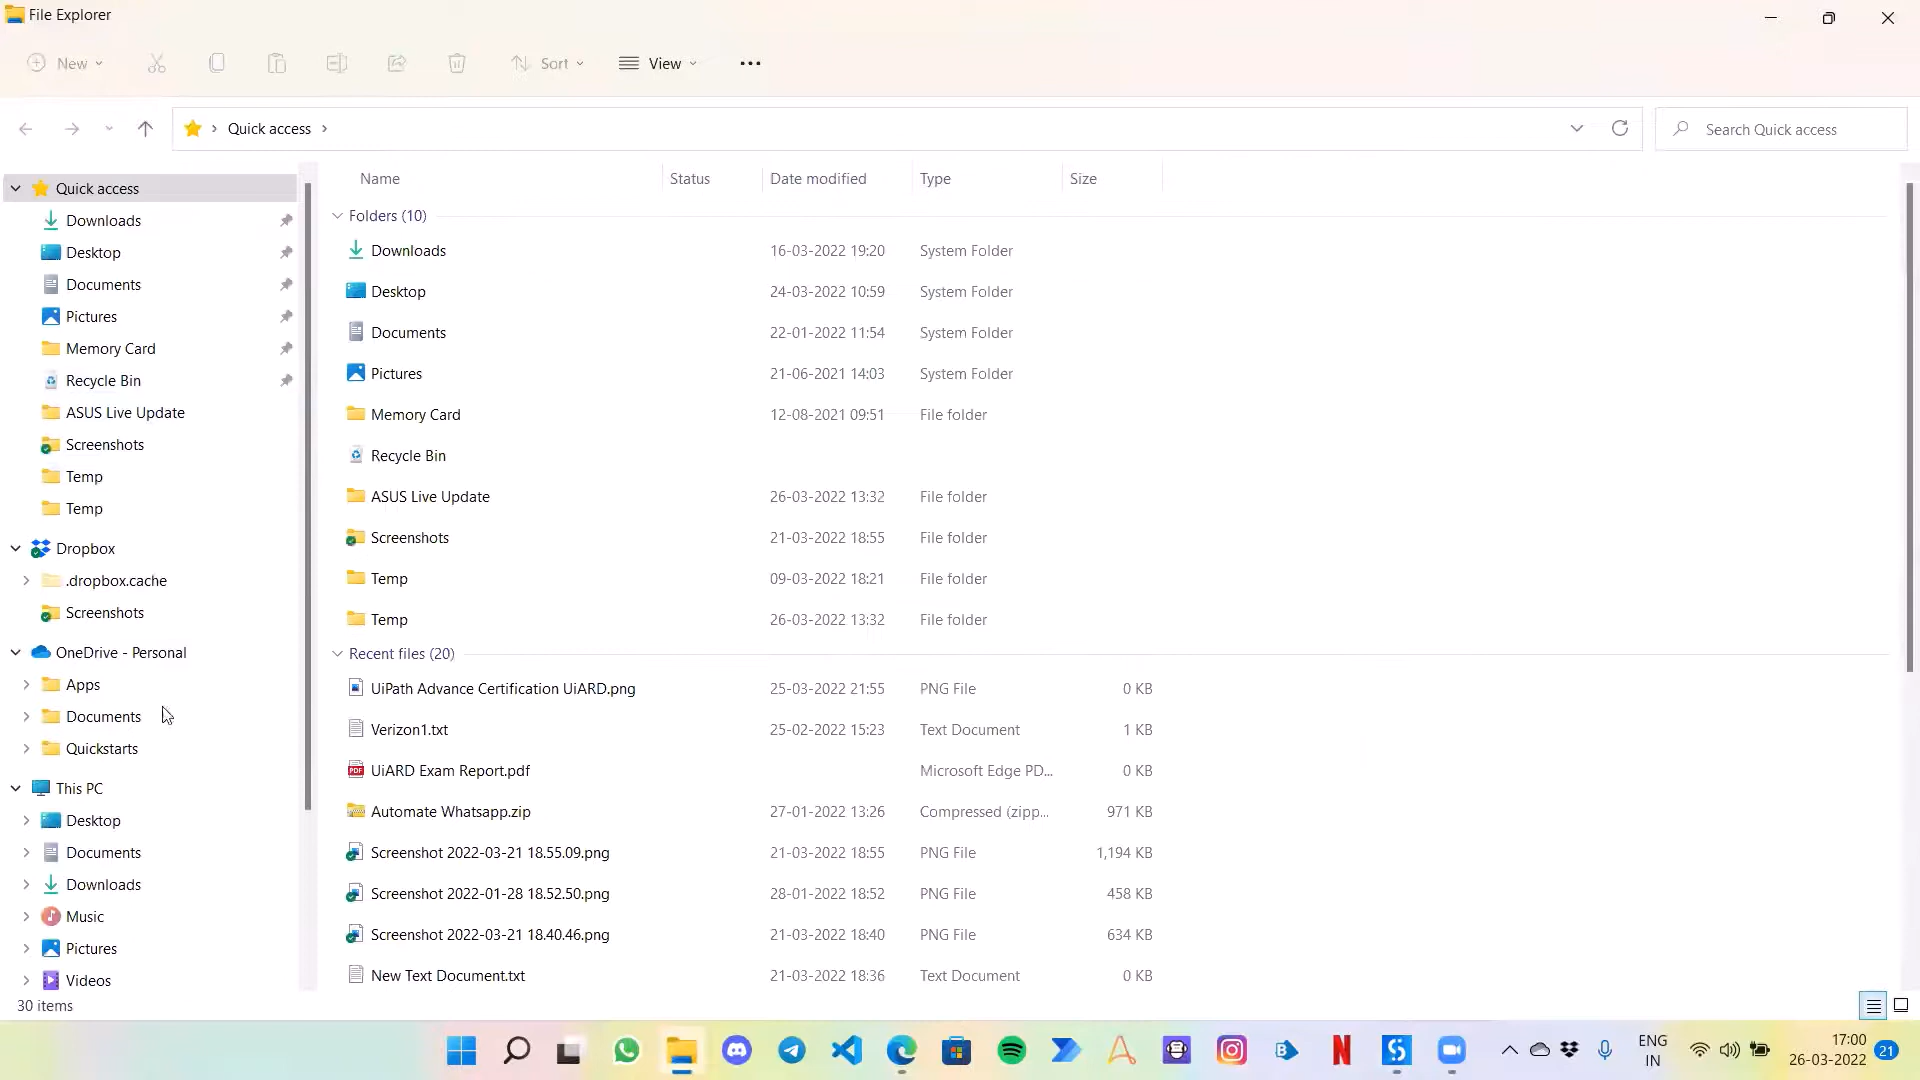 File Explorer
New
Sort
View
Quick access
Search Quick access
Quick access
Downloads
Desktop
Documents
Pictures
Memory Card
Recycle Bin
ASUS Live Update
Screenshots
Temp
Temp
Dropbox
.dropbox.cache
Screenshots
OneDrive - Personal
Apps
Documents
Quickstarts
This PC
Desktop
Documents
Downloads
Music
Pictures
Videos
Name Status Date modified Type Size
Folders (10)
Downloads 16-03-2022 19:20 System Folder
Desktop 24-03-2022 10:59 System Folder
Documents 22-01-2022 11:54 System Folder
Pictures 21-06-2021 14:03 System Folder
Memory Card 12-08-2021 09:51 File folder
Recycle Bin
ASUS Live Update 26-03-2022 13:32 File folder
Screenshots 21-03-2022 18:55 File folder
Temp 09-03-2022 18:21 File folder
Temp 26-03-2022 13:32 File folder
Recent files (20)
UiPath Advance Certification UiARD.png 25-03-2022 21:55 PNG File 0 KB
Verizon1.txt 25-02-2022 15:23 Text Document 1 KB
UiARD Exam Report.pdf Microsoft Edge PD... 0 KB
Automate Whatsapp.zip 27-01-2022 13:26 Compressed (zipp... 971 KB
Screenshot 2022-03-21 18.55.09.png 21-03-2022 18:55 PNG File 1,194 KB
Screenshot 2022-01-28 18.52.50.png 28-01-2022 18:52 PNG File 458 KB
Screenshot 2022-03-21 18.40.46.png 21-03-2022 18:40 PNG File 634 KB
New Text Document.txt 21-03-2022 18:36 Text Document 0 KB
30 items
ENG
IN
17:00
26-03-2022
21